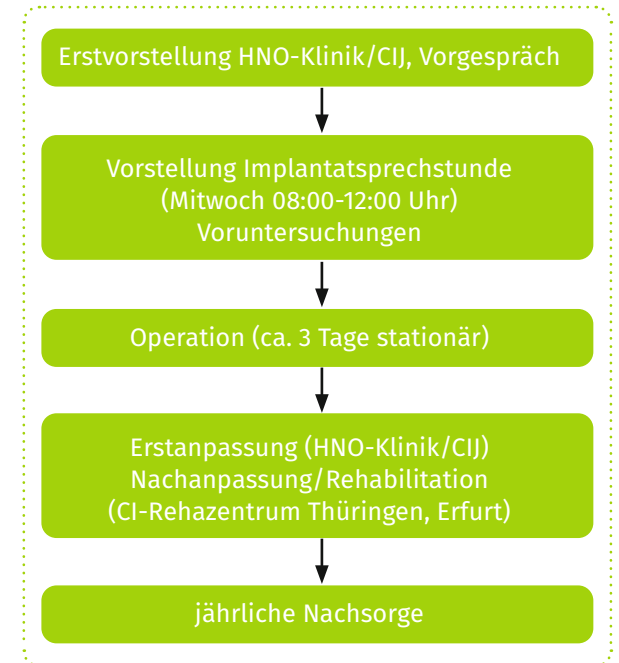 Erstvorstellung HNO-Klinik/CIJ, Vorgespräch
Vorstellung Implantatsprechstunde
(Mittwoch 08:00-12:00 Uhr)
Voruntersuchungen
Operation (ca. 3 Tage stationär)
Erstanpassung (HNO-Klinik/CIJ)
Nachanpassung/Rehabilitation
(CI-Rehazentrum Thüringen, Erfurt)
jährliche Nachsorge